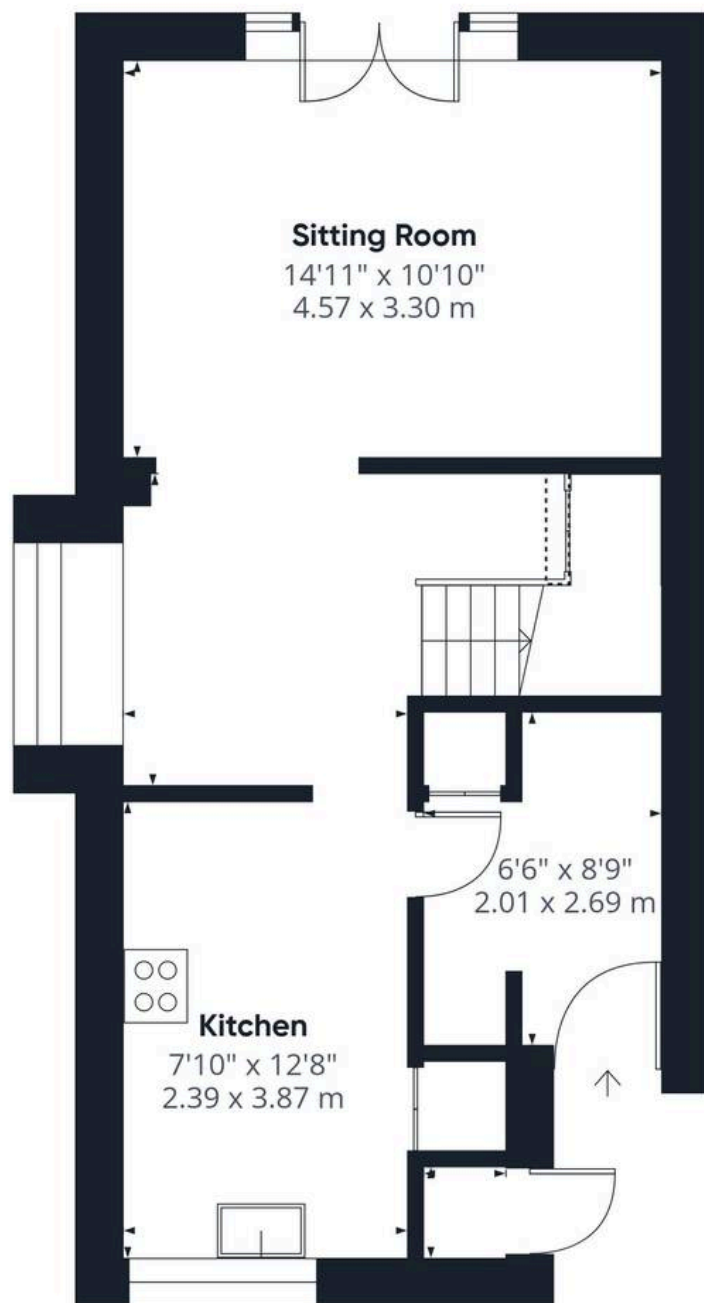 Sitting Room
14'11" x 10'10"
4.57 x 3.30 m
6'6" x 8'9"
2.01 x 2.69 m
Kitchen
7'10" x 12'8"
2.39 x 3.87 m